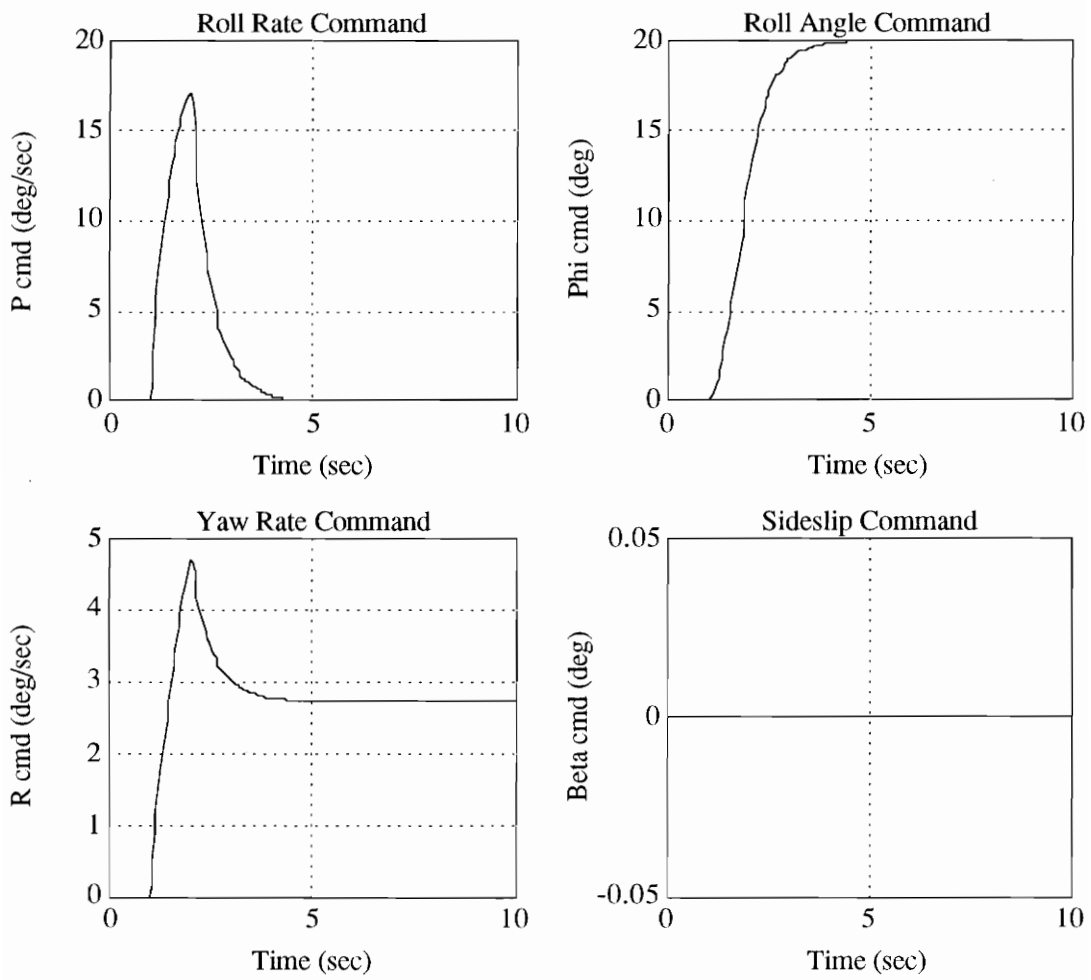 Roll Rate Command
20
15
10
5
0
0 5 10
P cmd (deg/sec)
Time (sec)
Roll Angle Command
20
15
10
5
0
0 5 10
Phi cmd (deg)
Time (sec)
Yaw Rate Command
5
4
3
2
1
0
0 5 10
R cmd (deg/sec)
Time (sec)
Sideslip Command
0.05
0
-0.05
0 5 10
Beta cmd (deg)
Time (sec)